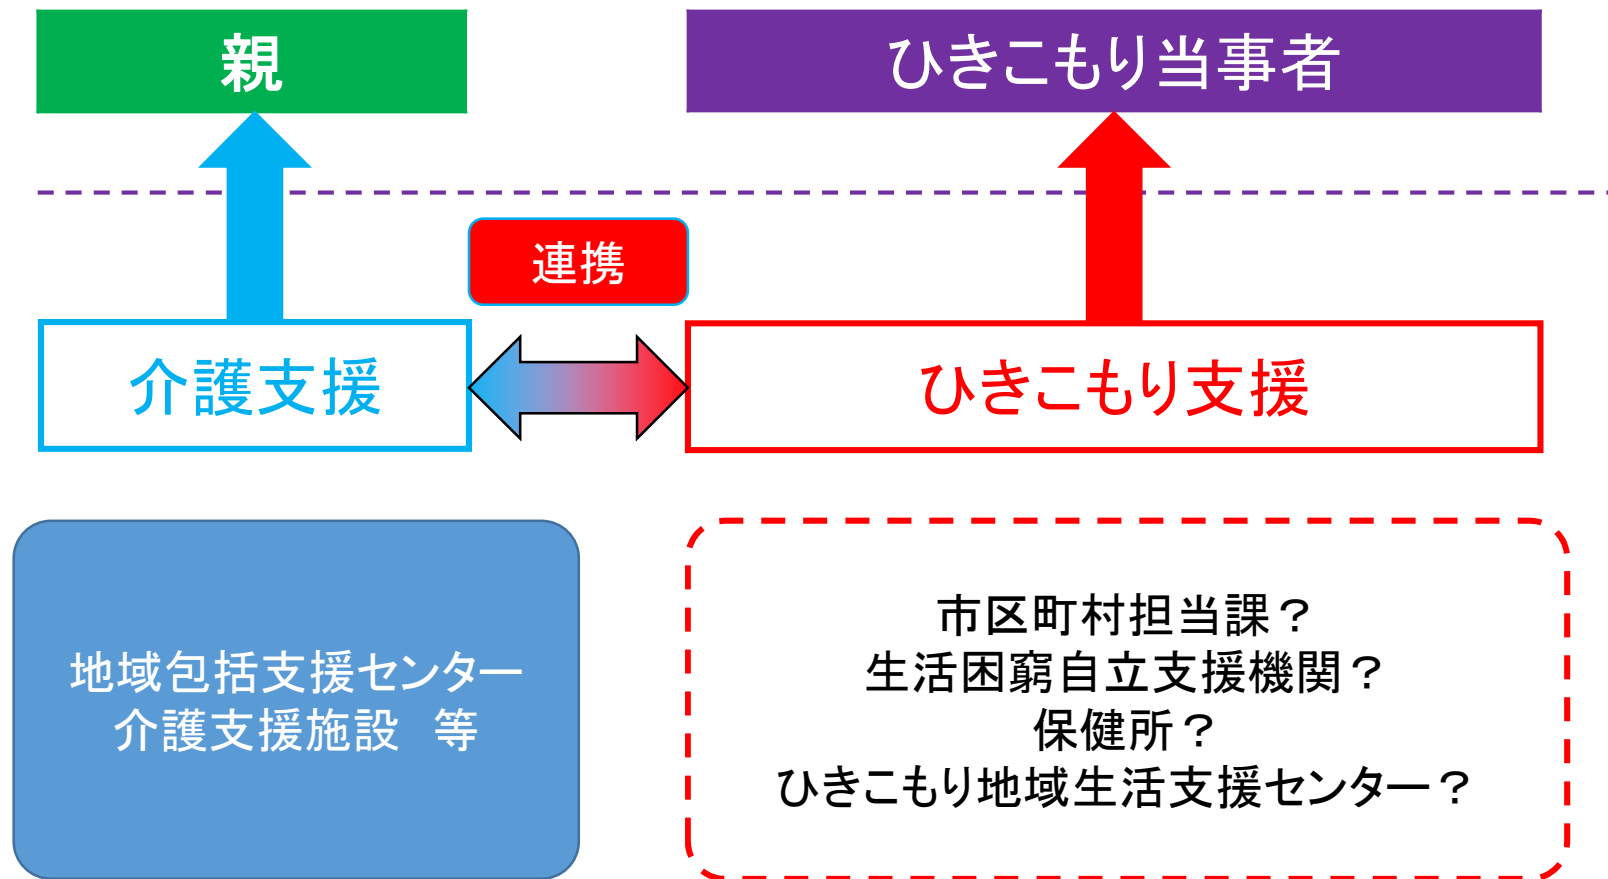 親
ひきこもり当事者
連携
介護支援
ひきこもり支援
地域包括支援センター
介護支援施設　等
市区町村担当課？
生活困窮自立支援機関？
保健所？
ひきこもり地域生活支援センター？